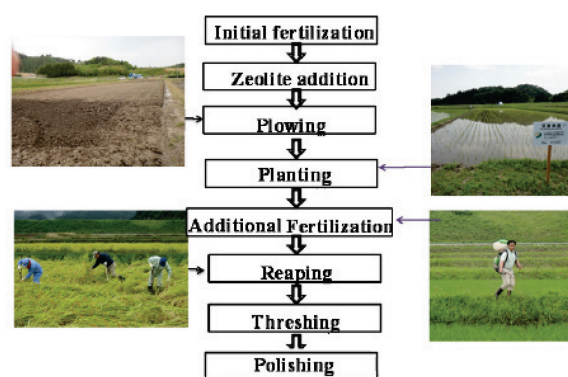 Initial fertilization
Zeolite addition
Plowing
Planting
Additional Fertilization
Reaping
Threshing
Polishing